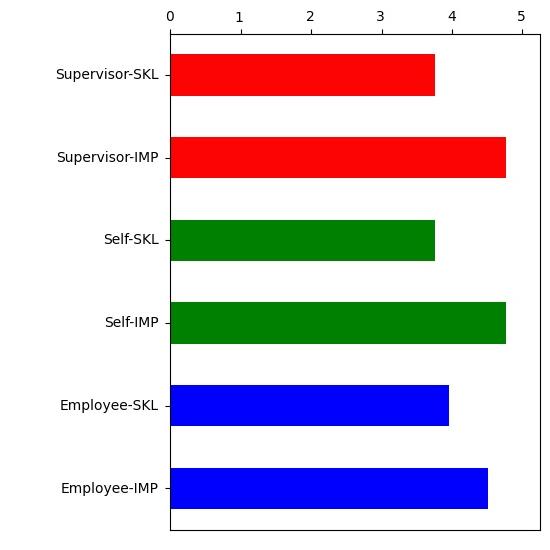 0 1 2 3 4 5
Supervisor-SKL
Supervisor-IMP
Self-SKL
Self-IMP
Employee-SKL
Employee-IMP